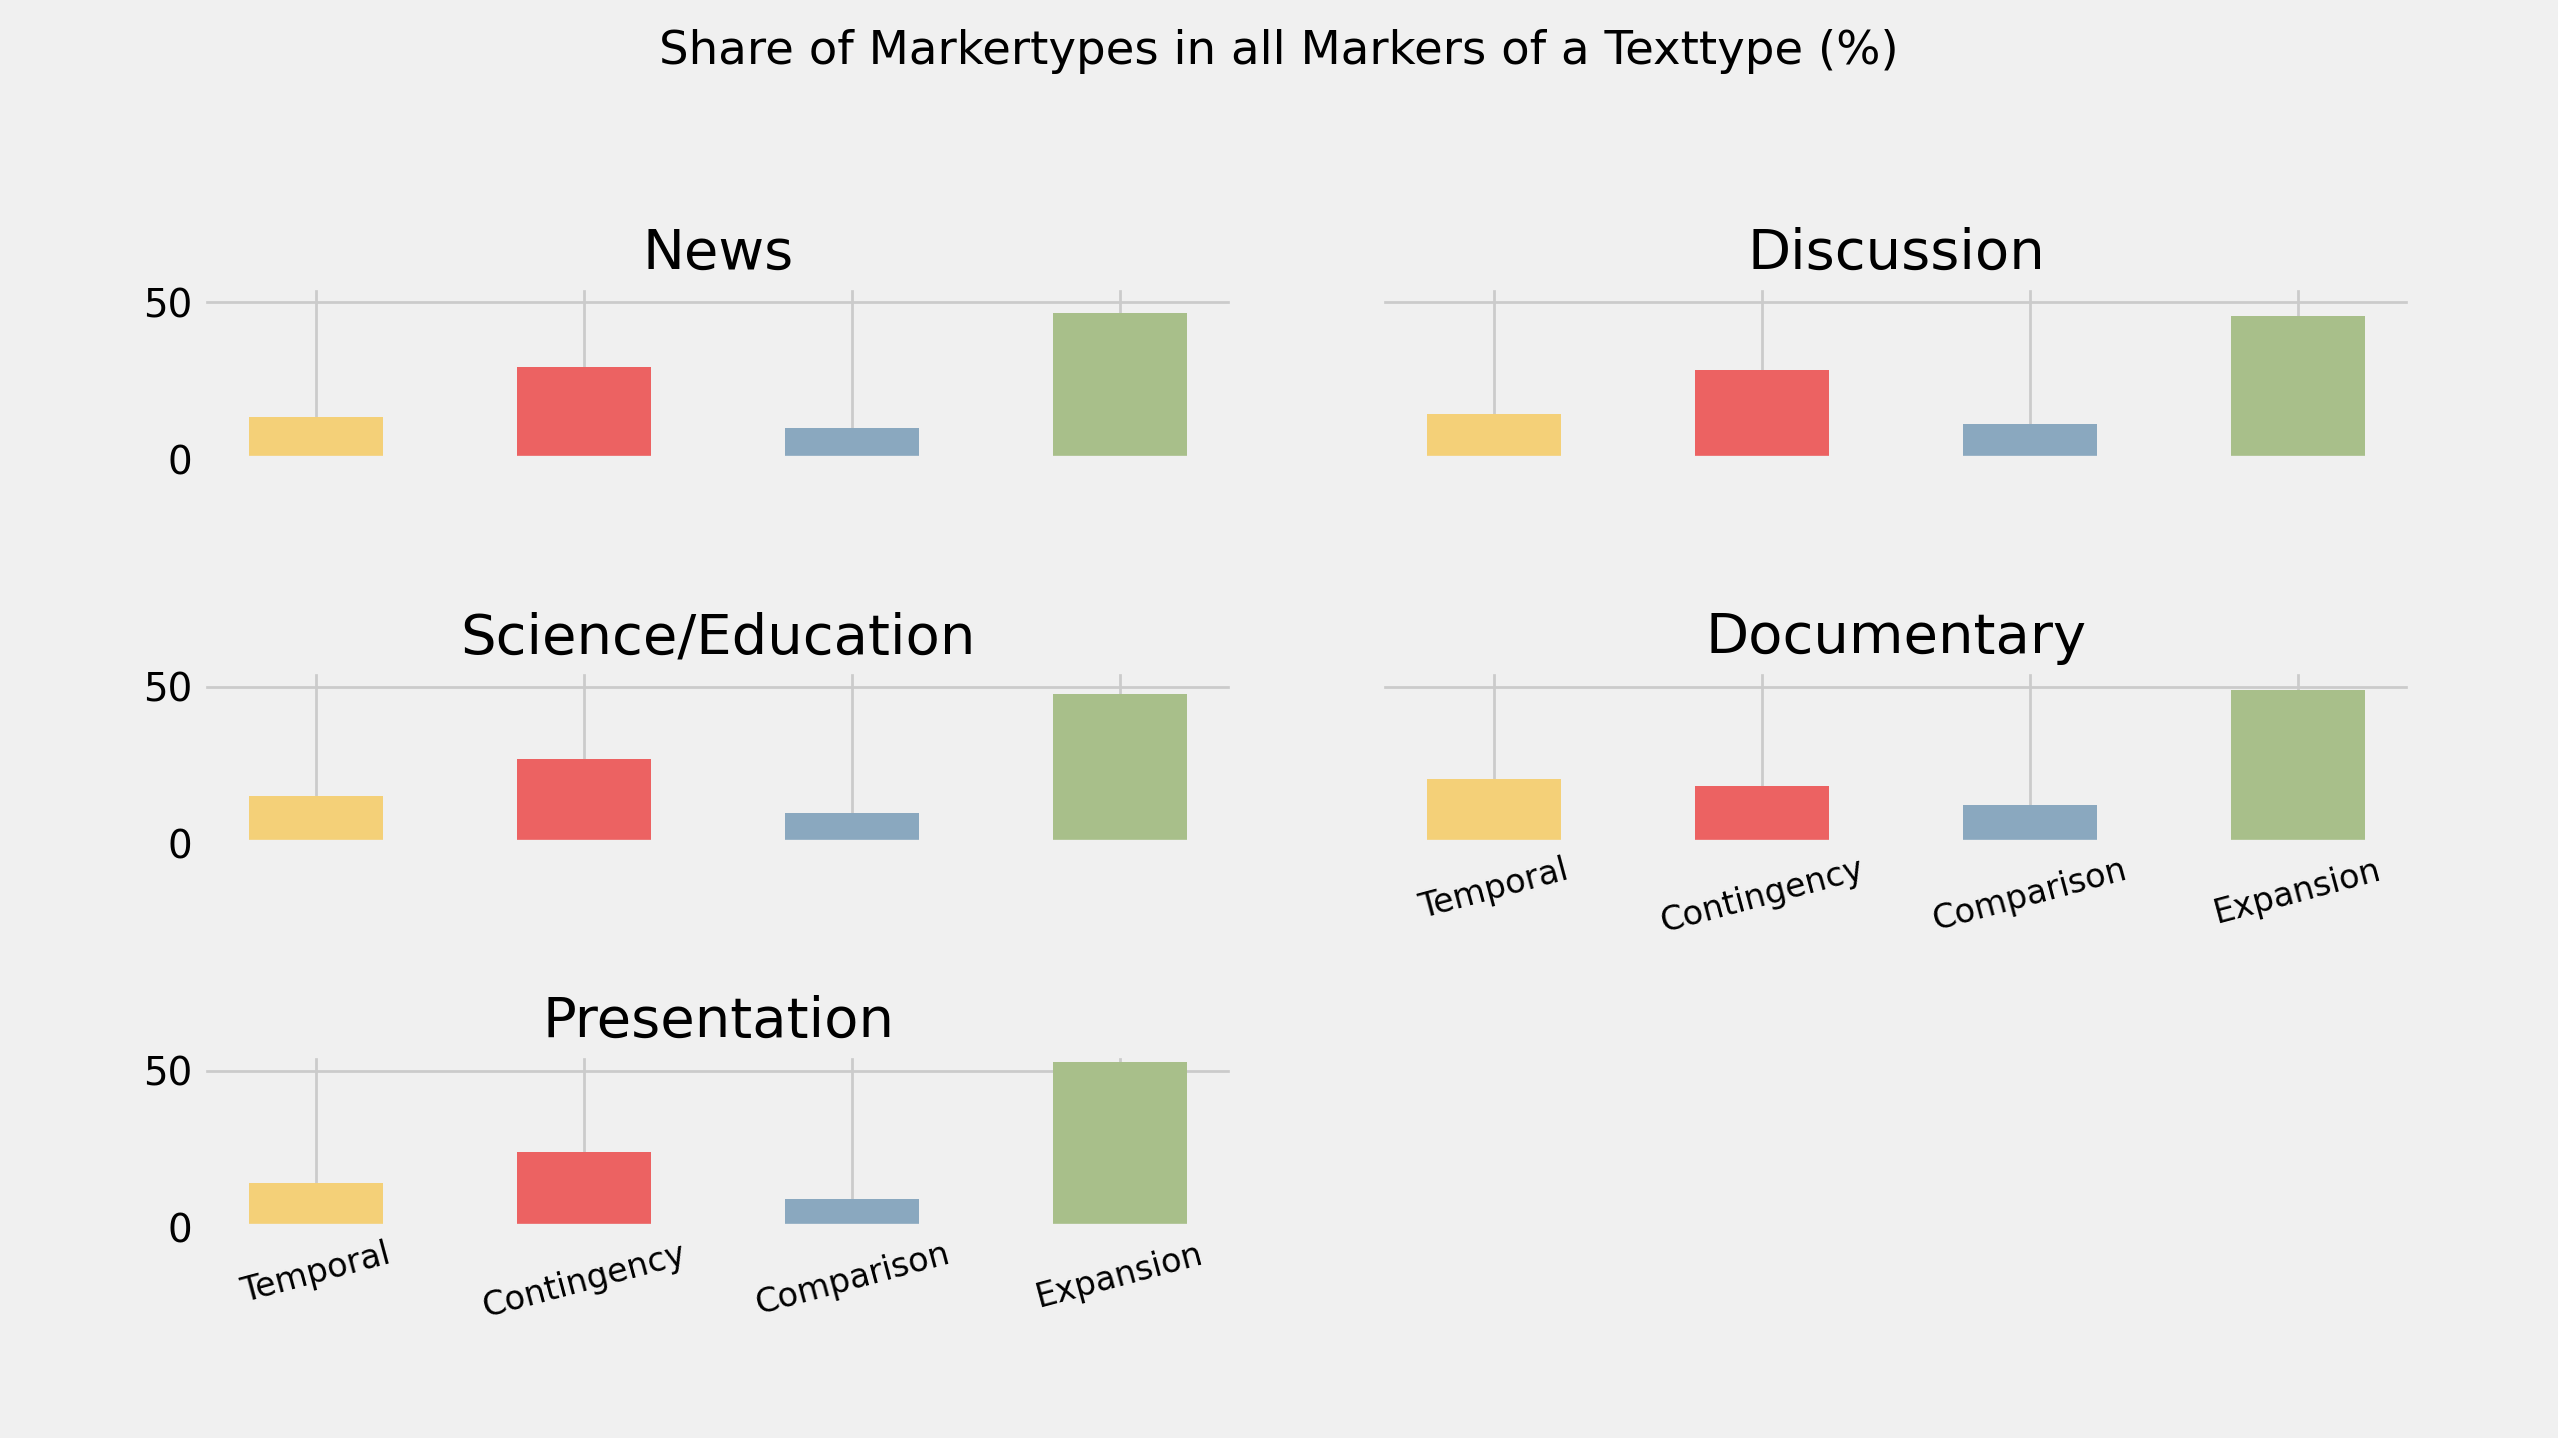 Share of Markertypes in all Markers of a Texttype (%)
News
50
0
Discussion
Science/Education
50
0
Documentary
Temporal
Contingency
Comparison
Expansion
Presentation
50
0
Temporal
Contingency
Comparison
Expansion